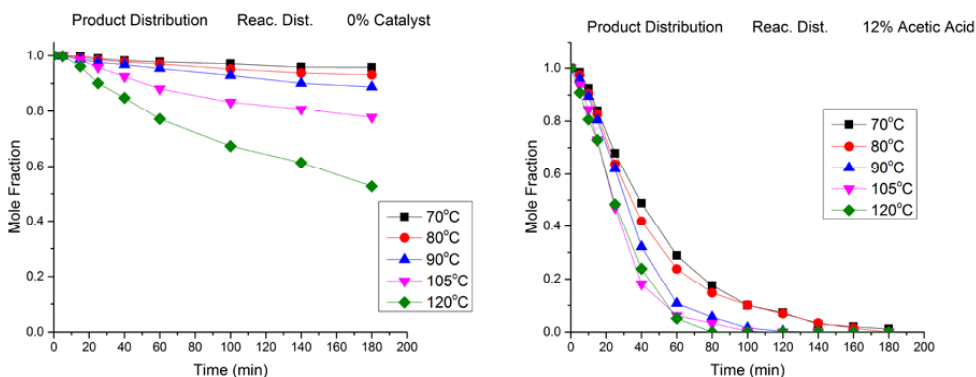 Product Distribution Reac. Dist. 0% Catalyst
1.0
0.8
0.6
0.4
0.2
0.0
Mole Fraction
70°C
80°C
90°C
105°C
120°C
0 20 40 60 80 100 120 140 160 180 200
Time (min)
Product Distribution Reac. Dist. 12% Acetic Acid
1.0
0.8
0.6
0.4
0.2
0.0
Mole Fraction
70°C
80°C
90°C
105°C
120°C
0 20 40 60 80 100 120 140 160 180 200
Time (min)